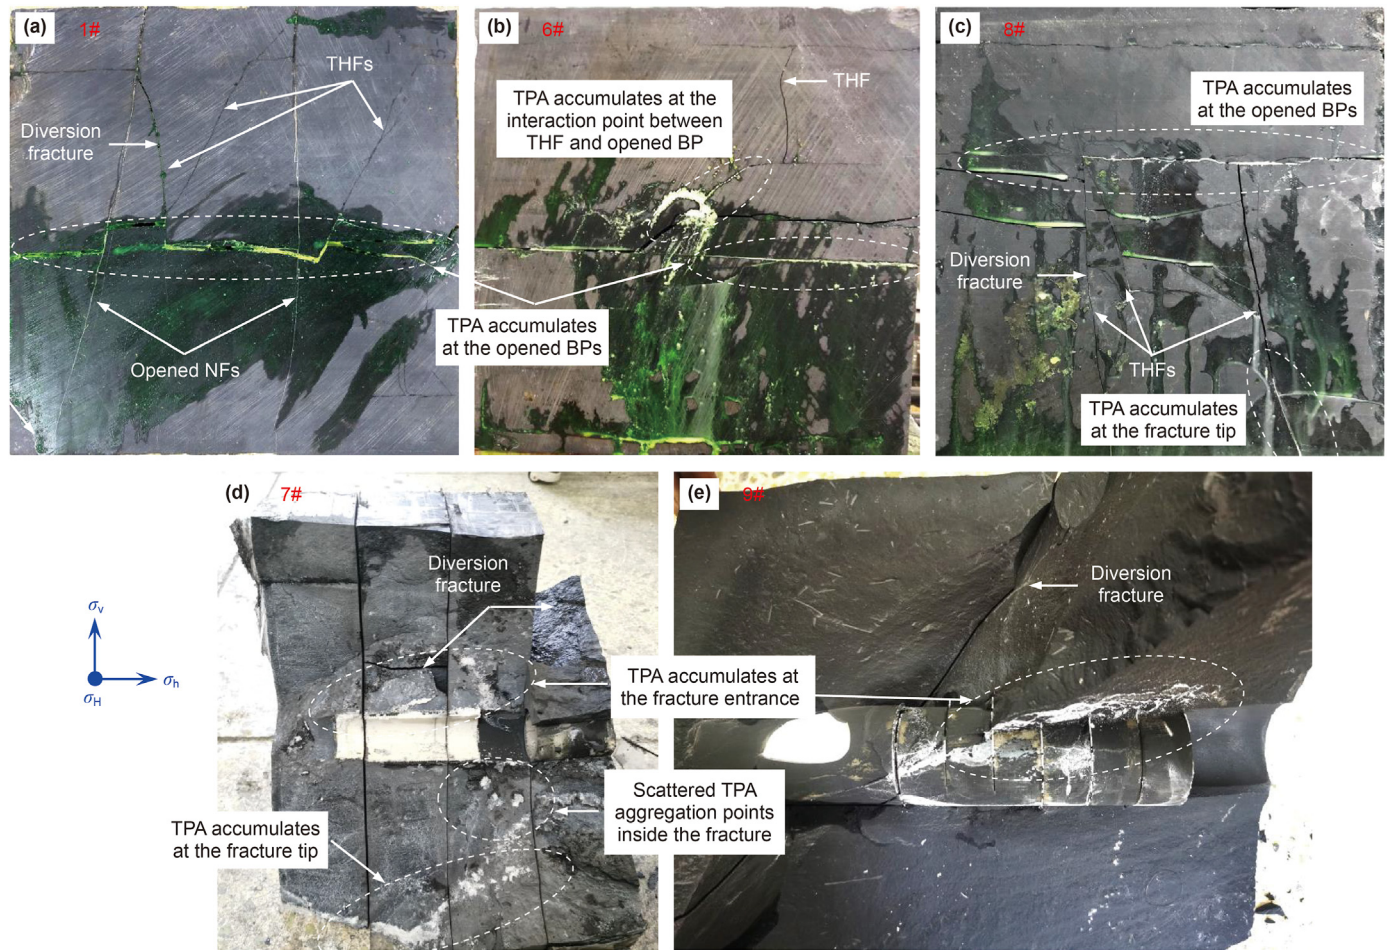 (a)
1#
THFs
Diversion
fracture
Opened NFs
(b)
6#
TPA accumulates at the
interaction point between
THF and opened BP
THF
TPA accumulates
at the opened BPs
(c)
8#
TPA accumulates
at the opened BPs
Diversion
fracture
THFs
TPA accumulates
at the fracture tip
(d)
7#
Diversion
fracture
TPA accumulates at
the fracture entrance
Scattered TPA
aggregation points
inside the fracture
TPA accumulates
at the fracture tip
(e)
9#
Diversion
fracture
σv
σh
σH